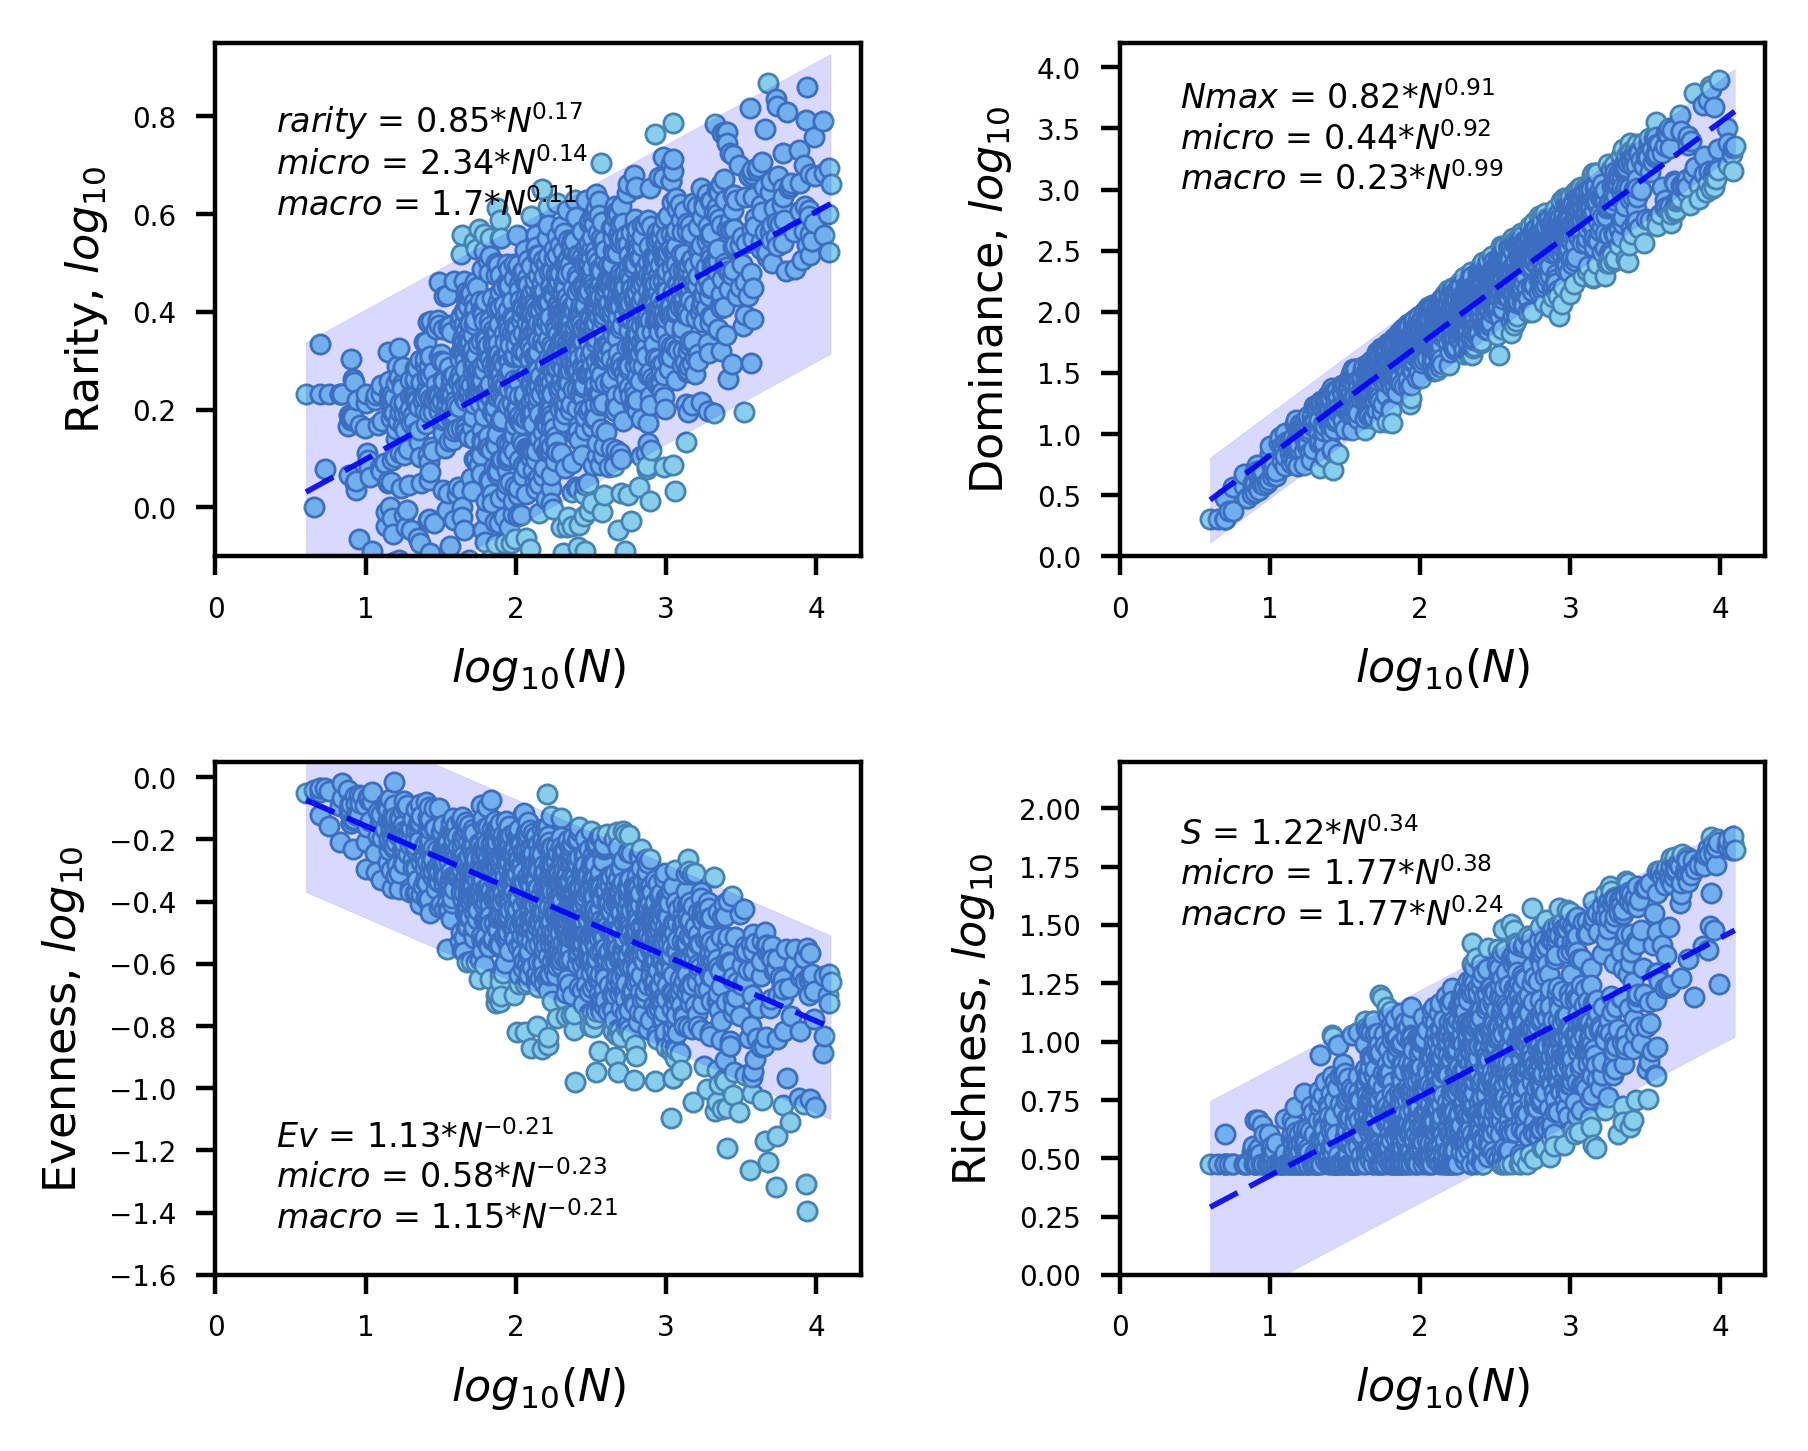 Rarity, log₁₀
0.8
0.6
0.4
0.2
0.0
rarity = 0.85*N^0.17
micro = 2.34*N^0.14
macro = 1.7*N^0.11
0 1 2 3 4
log₁₀(N)
Dominance, log₁₀
4.0
3.5
3.0
2.5
2.0
1.5
1.0
0.5
0.0
Nmax = 0.82*N^0.91
micro = 0.44*N^0.92
macro = 0.23*N^0.99
0 1 2 3 4
log₁₀(N)
Evenness, log₁₀
0.0
−0.2
−0.4
−0.6
−0.8
−1.0
−1.2
−1.4
−1.6
Ev = 1.13*N^−0.21
micro = 0.58*N^−0.23
macro = 1.15*N^−0.21
0 1 2 3 4
log₁₀(N)
Richness, log₁₀
2.00
1.75
1.50
1.25
1.00
0.75
0.50
0.25
0.00
S = 1.22*N^0.34
micro = 1.77*N^0.38
macro = 1.77*N^0.24
0 1 2 3 4
log₁₀(N)